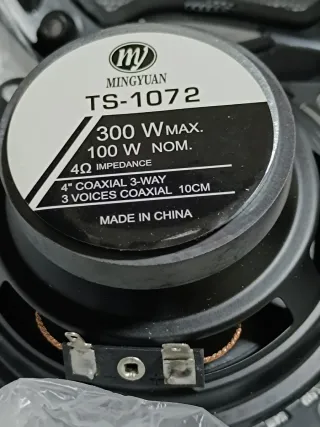 mj
MINGYUAN
TS-1072
300 W MAX.
100 W NOM.
4Ω IMPEDANCE
4" COAXIAL 3-WAY
3 VOICES COAXIAL 10CM
MADE IN CHINA